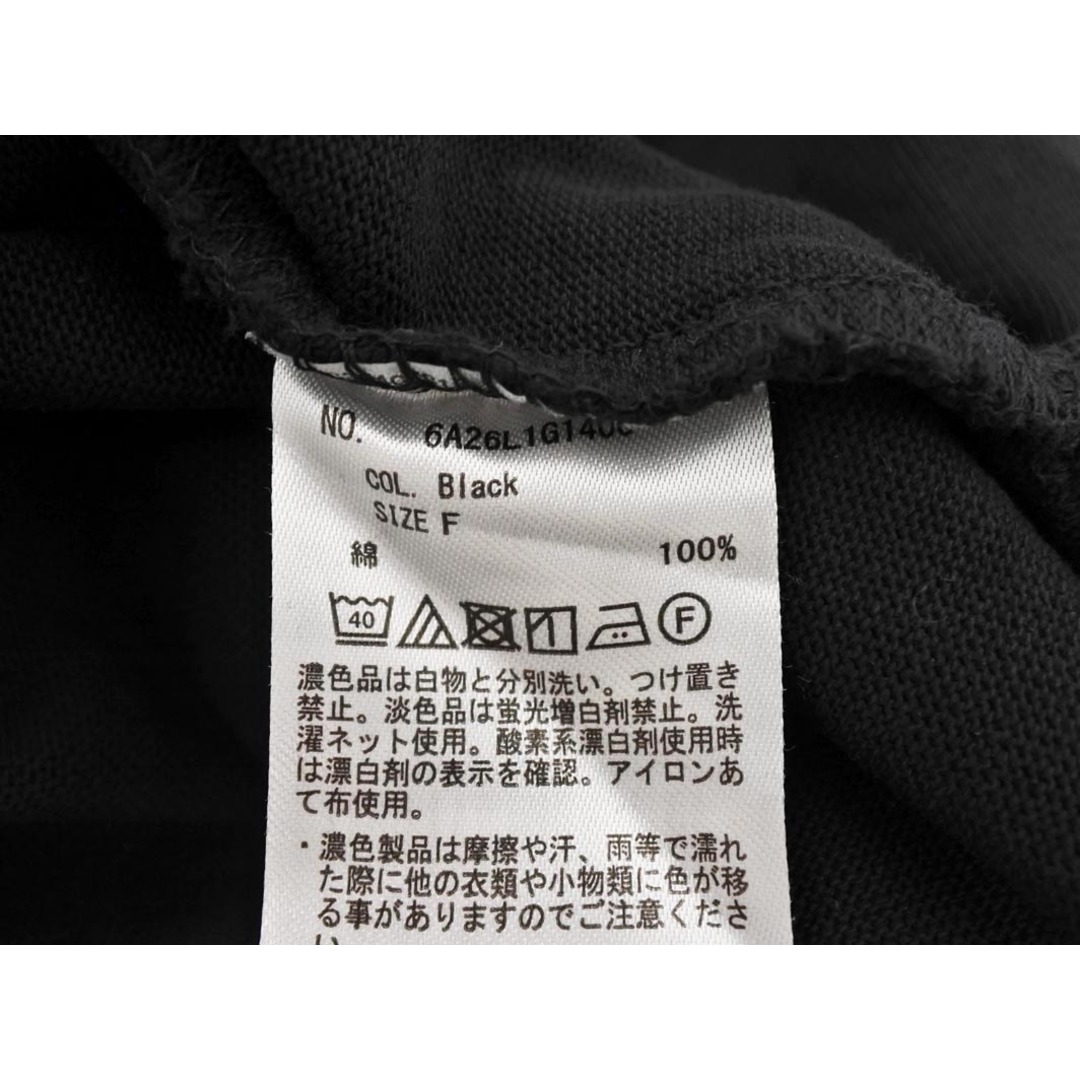 NO. 6A26L1G140C
COL. Black
SIZE F
綿 100%
40 F
濃色品は白物と分別洗い。つけ置き
禁止。淡色品は蛍光増白剤禁止。洗
濯ネット使用。酸素系漂白剤使用時
は漂白剤の表示を確認。アイロンあ
て布使用。
・濃色製品は摩擦や汗、雨等で濡れ
た際に他の衣類や小物類に色が移
る事がありますのでご注意くださ
い